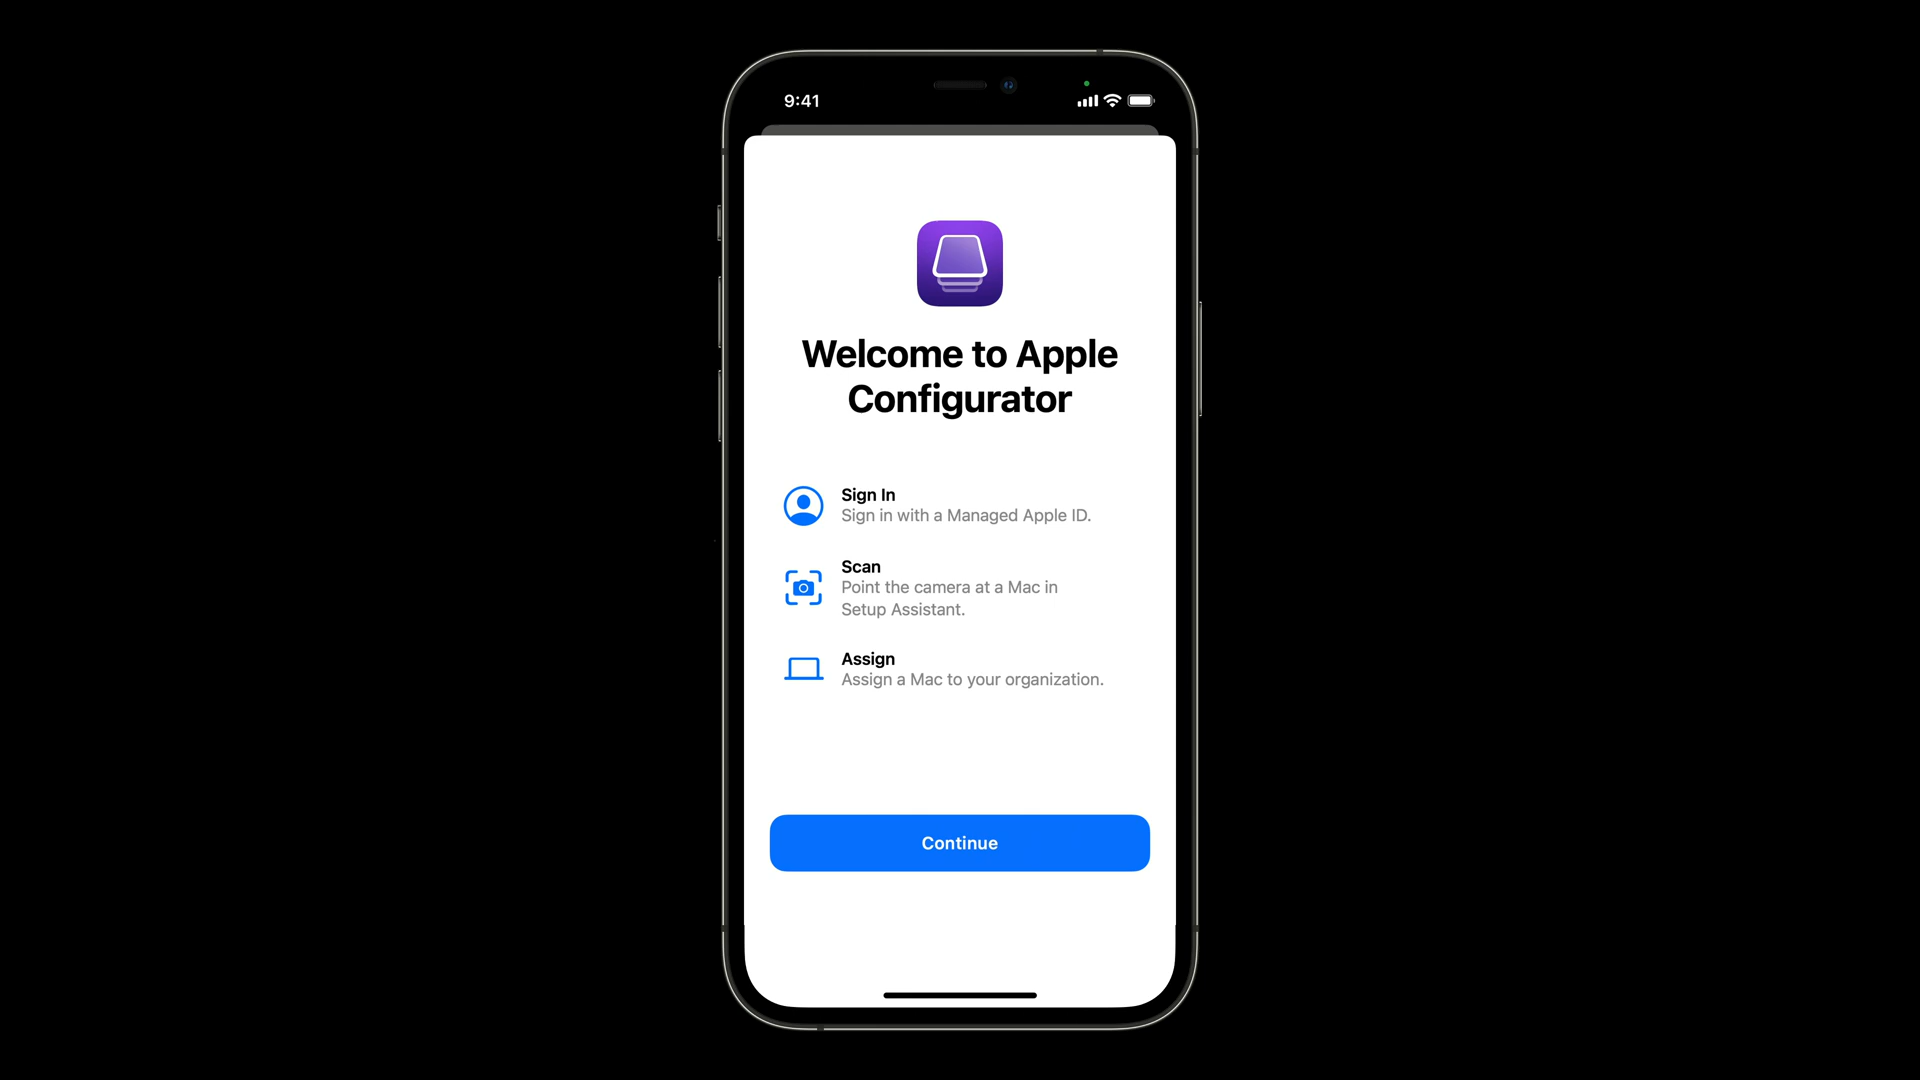 9:41
Welcome to Apple
Configurator
Sign In
Sign in with a Managed Apple ID.
Scan
Point the camera at a Mac in
Setup Assistant.
Assign
Assign a Mac to your organization.
Continue